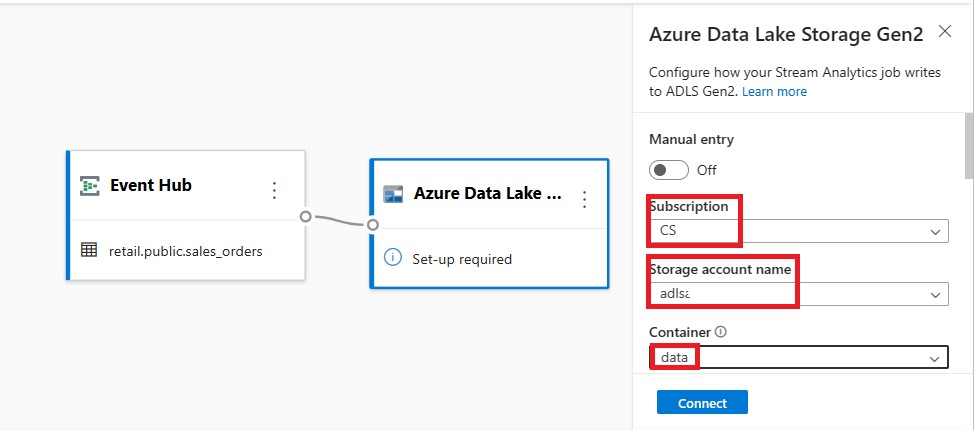 Azure Data Lake Storage Gen2
Configure how your Stream Analytics job writes
to ADLS Gen2. Learn more
Manual entry
Off
Subscription
CS
Storage account name
adlsa
Container
data
Connect
Event Hub
retail.public.sales_orders
Azure Data Lake ...
Set-up required